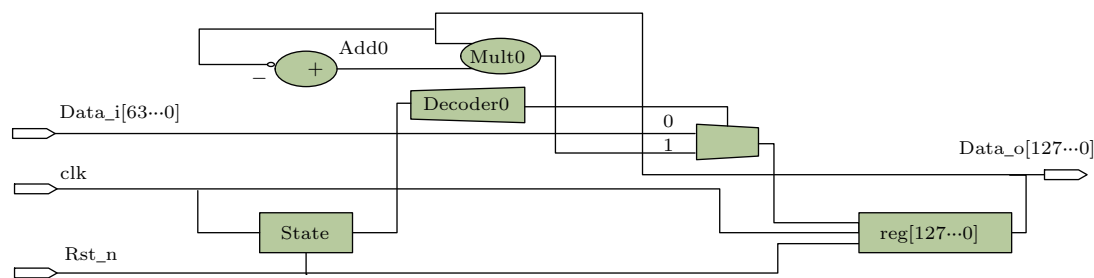 Add0
+
Mult0
−
Decoder0
Data_i[63···0]
0
1
Data_o[127···0]
clk
State
reg[127···0]
Rst_n